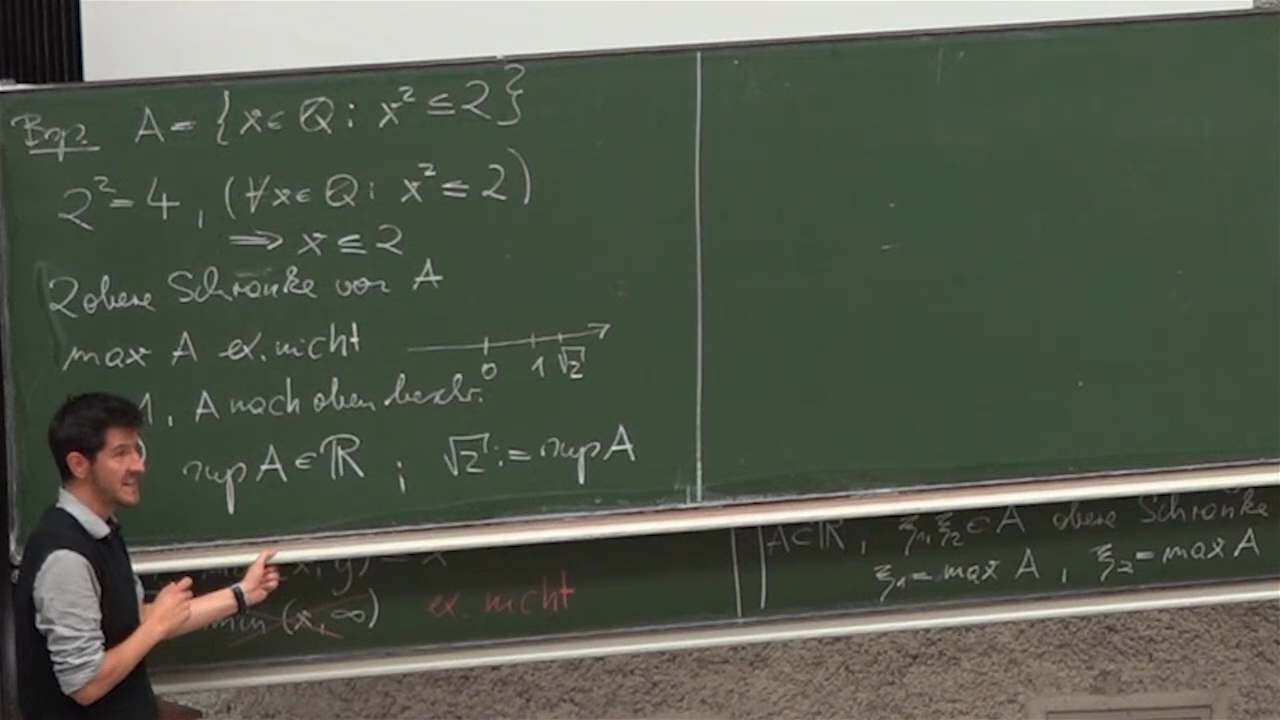 Bsp. A = {x ∈ ℚ : x² ≤ 2}
2² = 4, (∀x ∈ ℚ : x² ≤ 2)
⟹ x ≤ 2
2 obere Schranke von A
max A ex. nicht
0 1 √2
1, A nach oben beschr.
sup A ∈ ℝ ; √2 := sup A
(x, y) = x
min (x, ∞) ex. nicht
A ⊂ ℝ, ξ₁, ξ₂ ∈ A obere Schranke
ξ₁ = max A, ξ₂ = max A